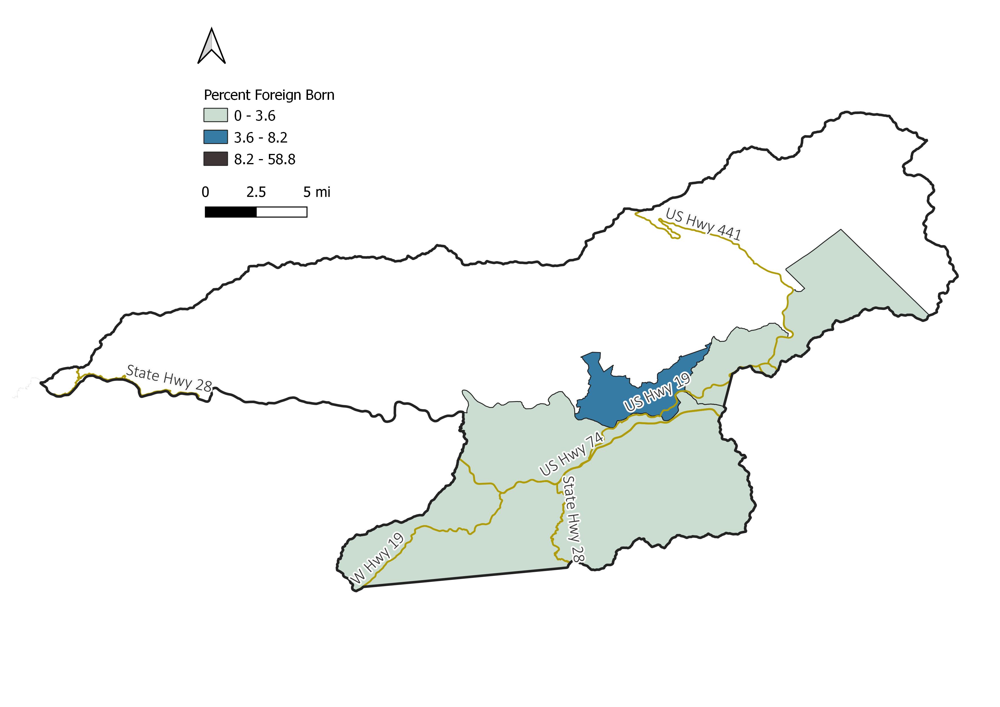 Percent Foreign Born
0 - 3.6
3.6 - 8.2
8.2 - 58.8
0 2.5 5 mi
US Hwy 441
State Hwy 28
US Hwy 19
US Hwy 74
State Hwy 28
W Hwy 19